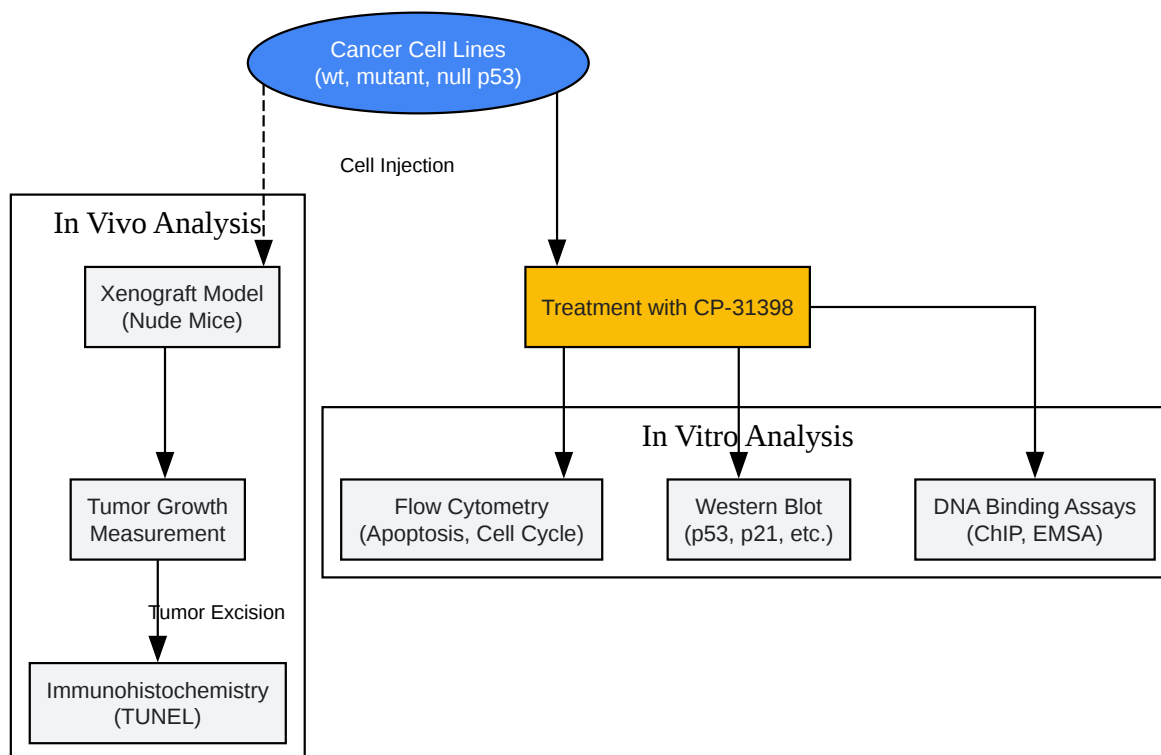 Cancer Cell Lines
(wt, mutant, null p53)
Cell Injection
In Vivo Analysis
Xenograft Model
(Nude Mice)
Treatment with CP-31398
In Vitro Analysis
Tumor Growth
Measurement
Flow Cytometry
(Apoptosis, Cell Cycle)
Western Blot
(p53, p21, etc.)
DNA Binding Assays
(ChIP, EMSA)
Tumor Excision
Immunohistochemistry
(TUNEL)